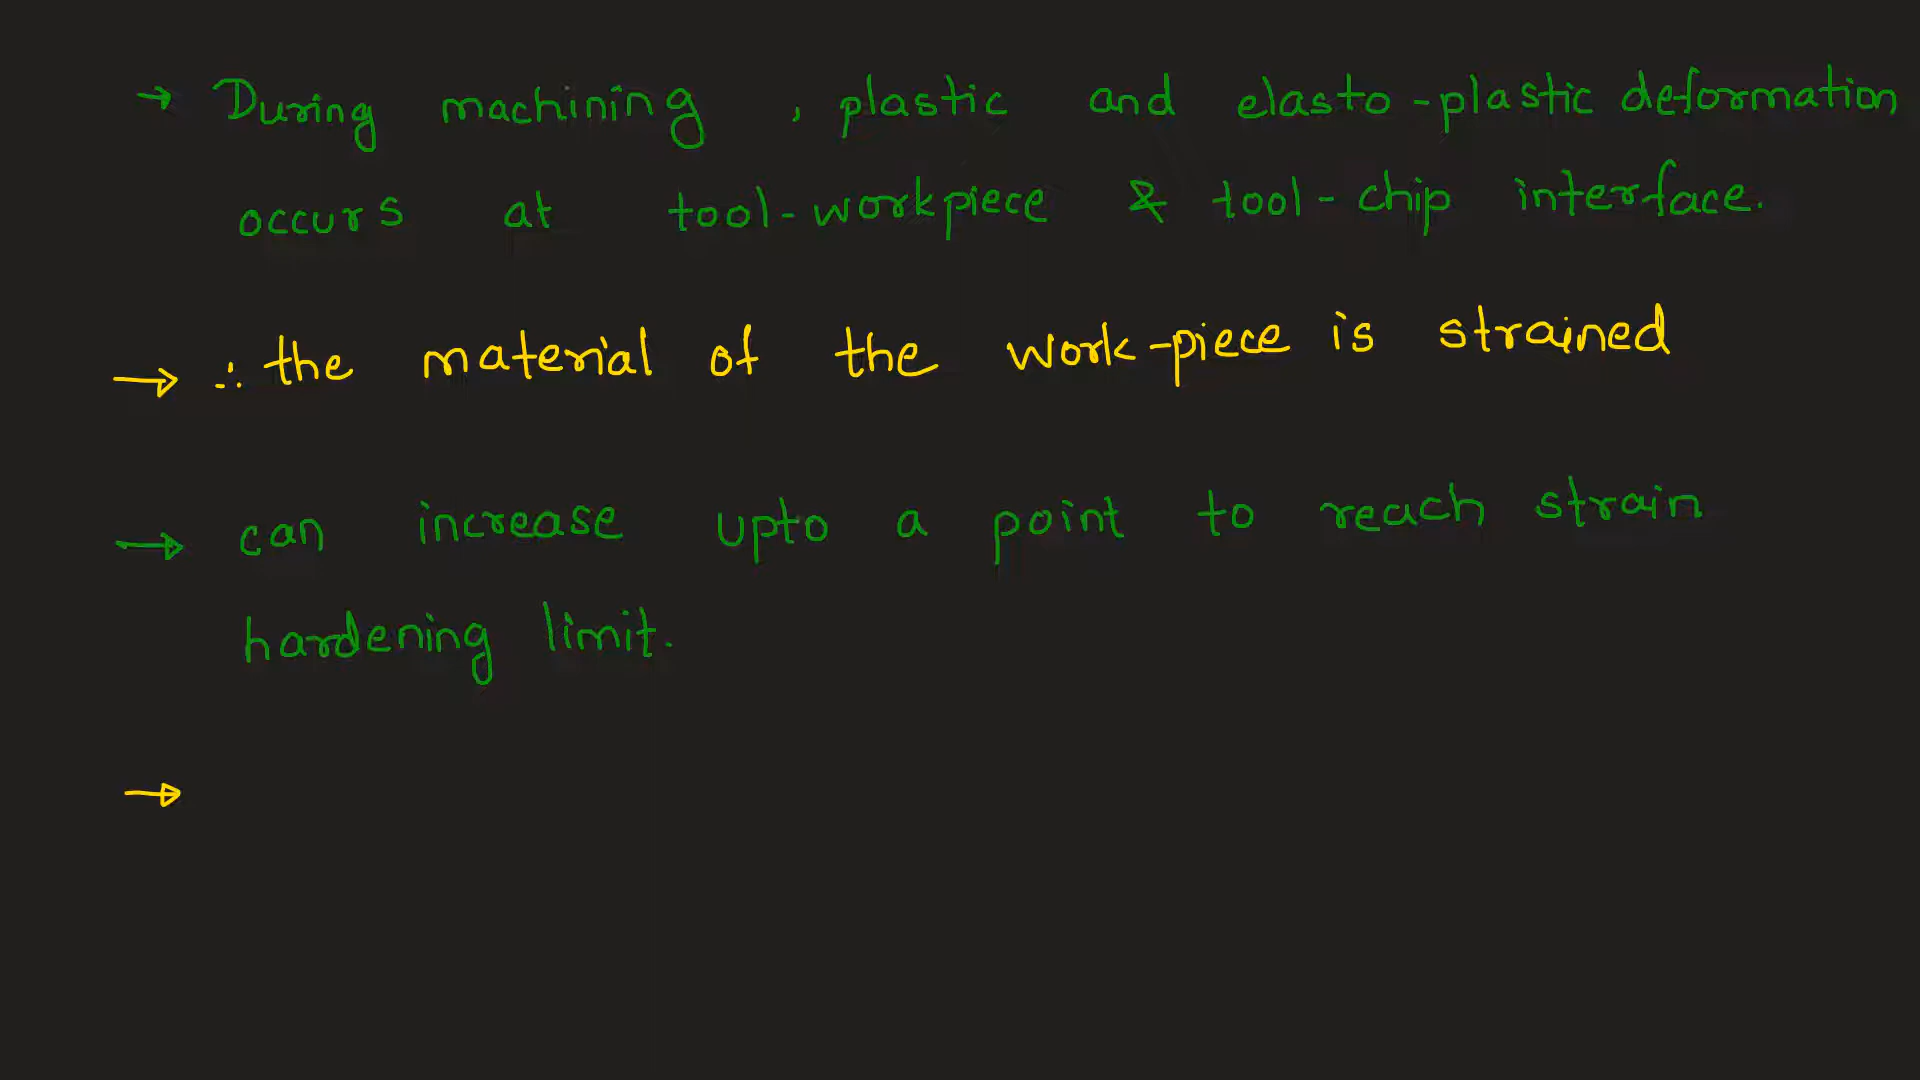 → During machining , plastic and elasto-plastic deformation
occurs at tool-workpiece & tool-chip interface.
→ ∴ the material of the work-piece is strained
→ can increase upto a point to reach strain
hardening limit.
→